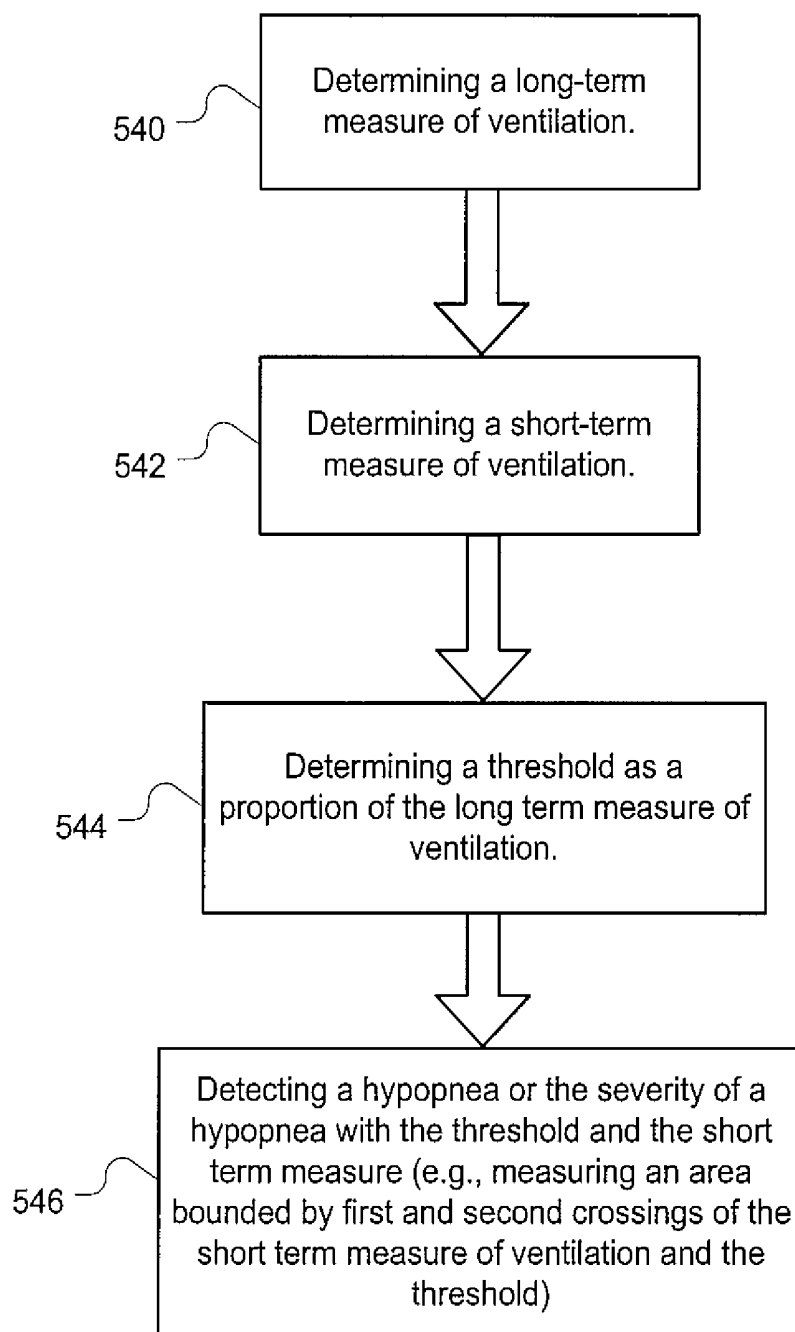 Determining a long-term
measure of ventilation.
540
Determining a short-term
measure of ventilation.
542
Determining a threshold as a
proportion of the long term measure of
ventilation.
544
Detecting a hypopnea or the severity of a
hypopnea with the threshold and the short
term measure (e.g., measuring an area
bounded by first and second crossings of the
short term measure of ventilation and the
threshold)
546